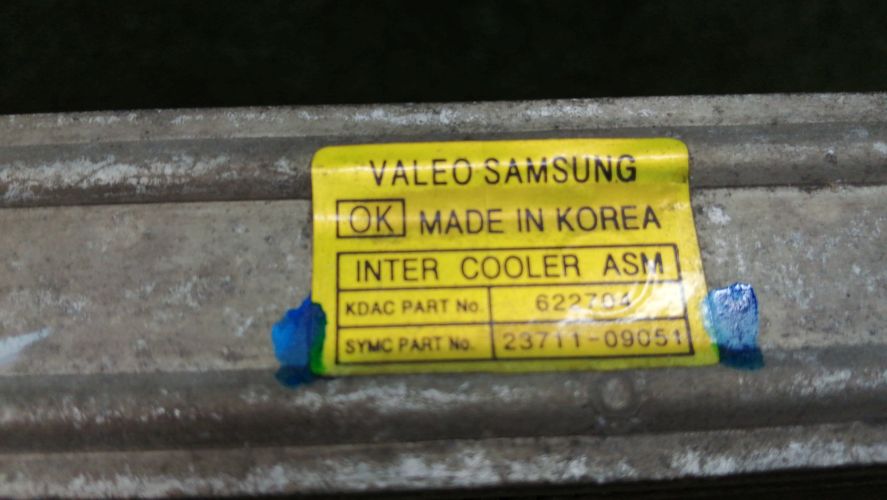 VALEO SAMSUNG
OK MADE IN KOREA
INTER COOLER ASM
KDAC PART No. 622704
SYMC PART No. 23711-09051